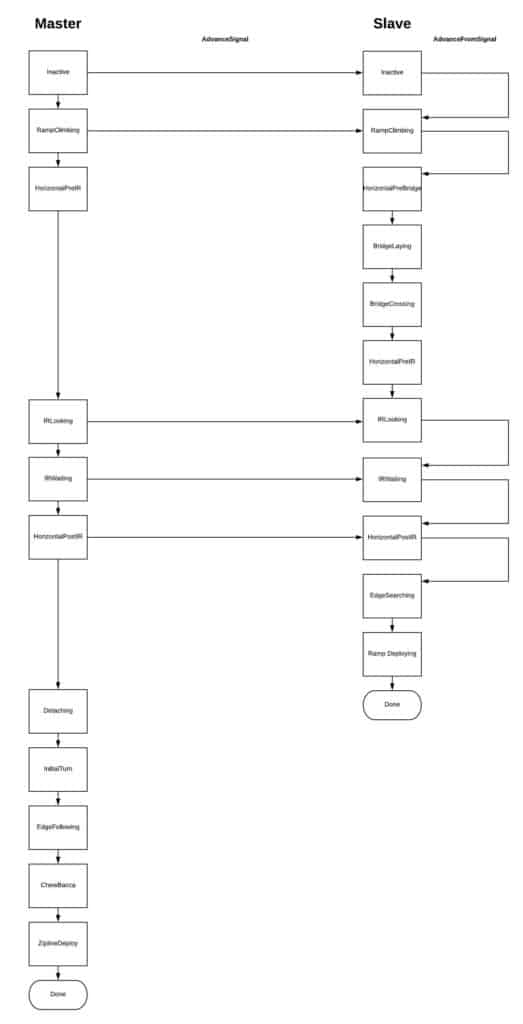 Master
Slave
AdvanceSignal
AdvanceFromSignal
Inactive
Inactive
RampClimbing
RampClimbing
HorizontalPreIR
HorizontalPreBridge
BridgeLaying
BridgeCrossing
HorizontalPreIR
IRLooking
IRLooking
IRWaiting
IRWaiting
HorizontalPostIR
HorizontalPostIR
EdgeSearching
Ramp Deploying
Detaching
Done
InitialTurn
EdgeFollowing
ChewBacca
ZiplineDeploy
Done